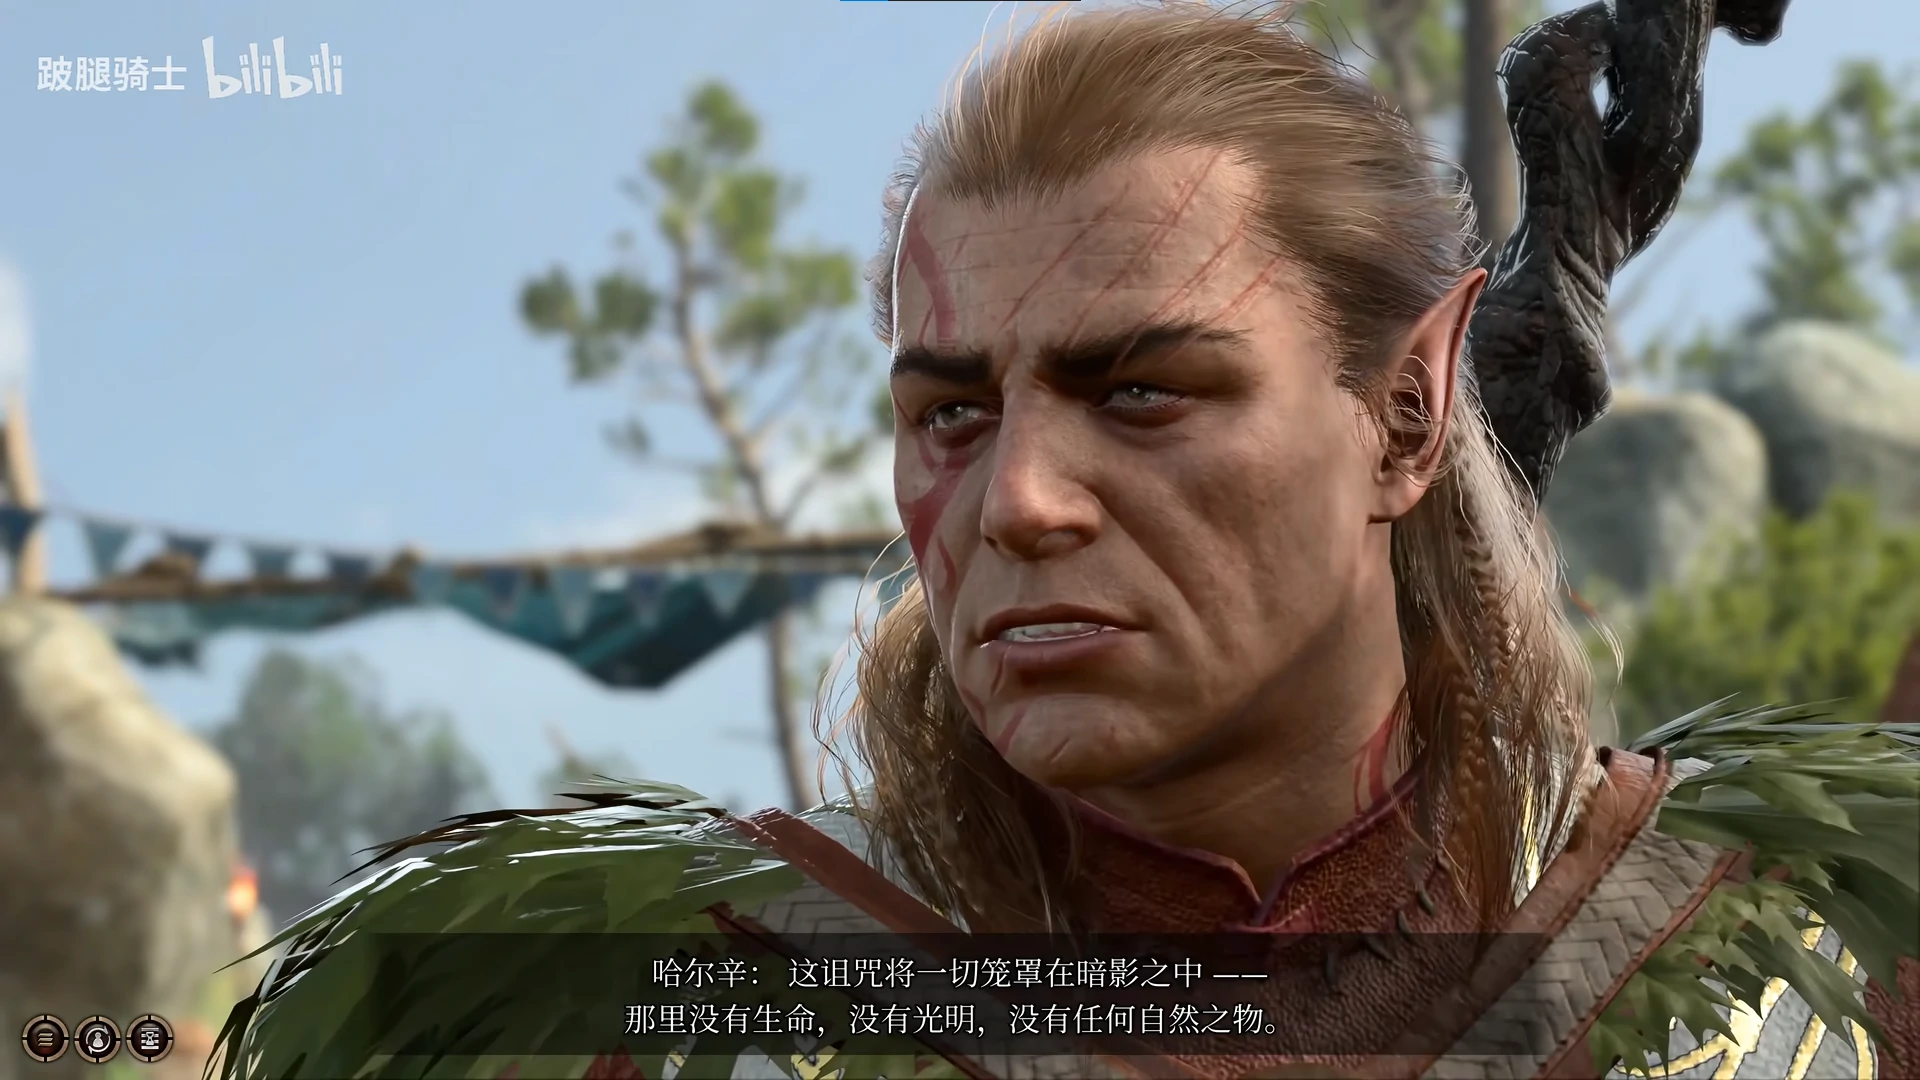 跛腿骑士 bilibili
哈尔辛： 这诅咒将一切笼罩在暗影之中 ——
那里没有生命，没有光明，没有任何自然之物。